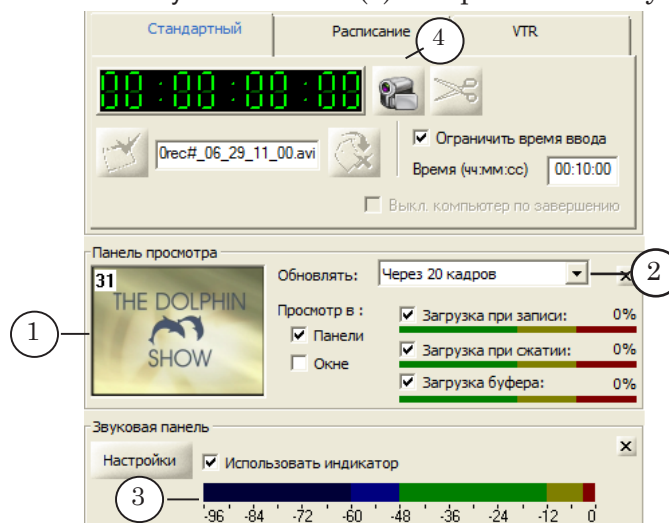 Стандартный Расписание VTR
4
00:00:00:00
0rec#_06_29_11_00.avi
Ограничить время ввода
Время (чч:мм:сс) 00:10:00
Выкл. компьютер по завершению
Панель просмотра
31
THE DOLPHIN
SHOW
Обновлять: Через 20 кадров
2
Просмотр в :
Панели
Окне
Загрузка при записи: 0%
Загрузка при сжатии: 0%
Загрузка буфера: 0%
1
Звуковая панель
Настройки Использовать индикатор
3
-96 -84 -72 -60 -48 -36 -24 -12 0